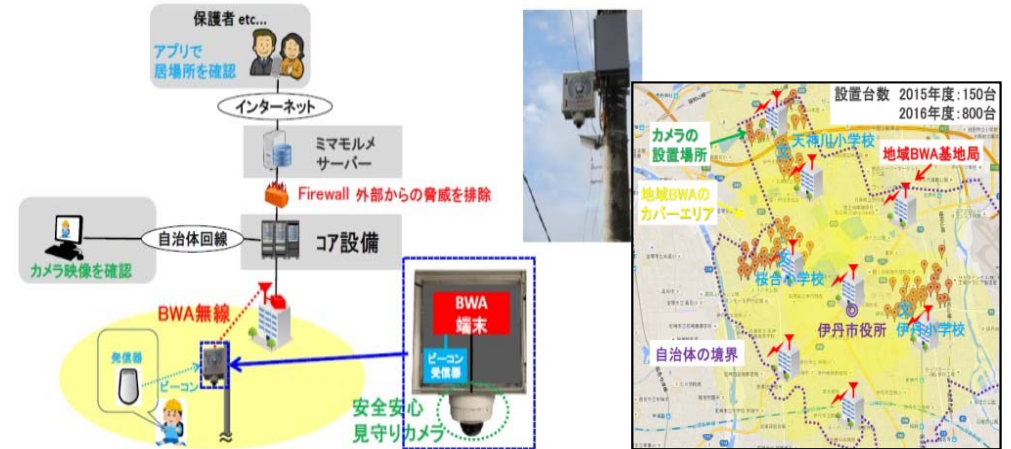 保護者 etc...
アプリで
居場所を確認
インターネット
ミマモルメ
サーバー
Firewall 外部からの脅威を排除
自治体回線
コア設備
カメラ映像を確認
BWA無線
発信器
ビーコン
BWA
端末
ビーコン
受信器
安全安心
見守りカメラ
設置台数 2015年度:150台
2016年度:800台
カメラの
設置場所
天神川小学校
地域BWA基地局
地域BWAの
カバーエリア
桜台小学校
伊丹市役所
伊丹小学校
自治体の境界